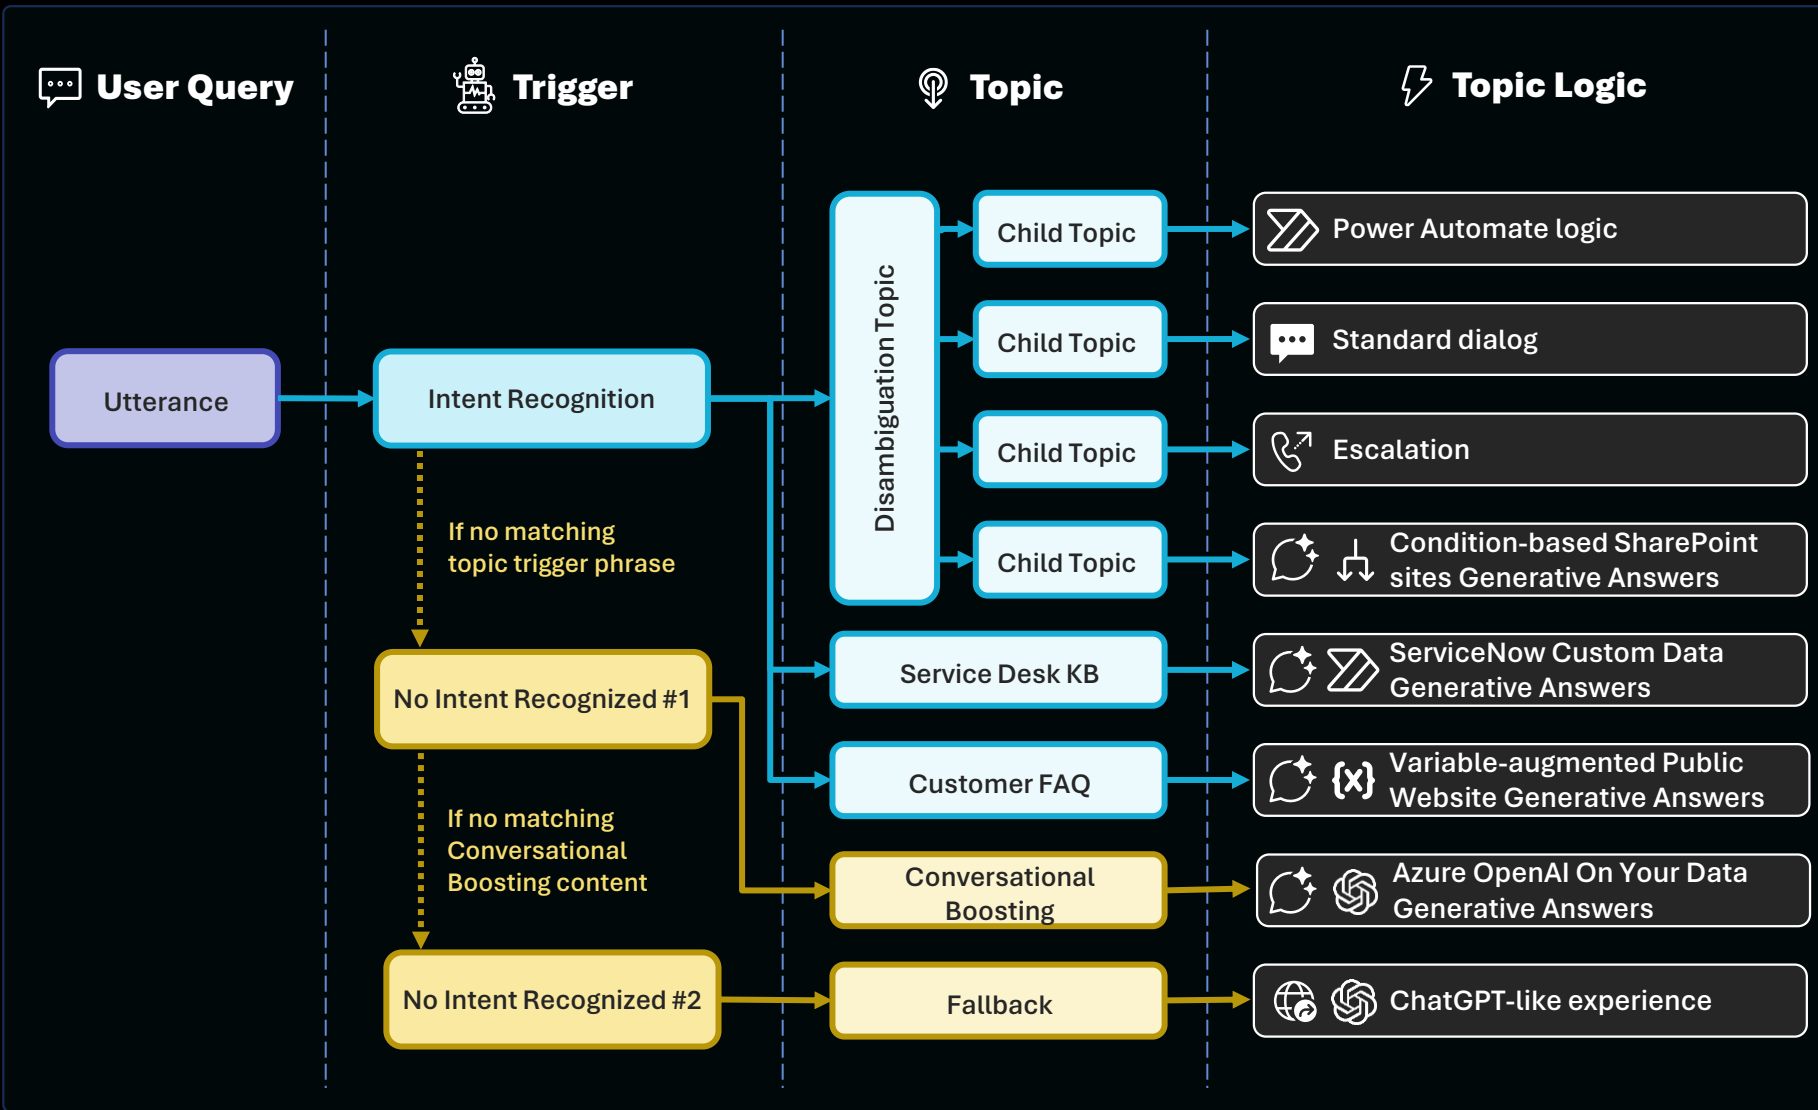 User Query
Trigger
Topic
Topic Logic
Utterance
Intent Recognition
If no matching
topic trigger phrase
No Intent Recognized #1
If no matching
Conversational
Boosting content
No Intent Recognized #2
Disambiguation Topic
Child Topic
Power Automate logic
Child Topic
Standard dialog
Child Topic
Escalation
Child Topic
Condition-based SharePoint
sites Generative Answers
Service Desk KB
ServiceNow Custom Data
Generative Answers
Customer FAQ
{x}
Variable-augmented Public
Website Generative Answers
Conversational
Boosting
Azure OpenAI On Your Data
Generative Answers
Fallback
ChatGPT-like experience